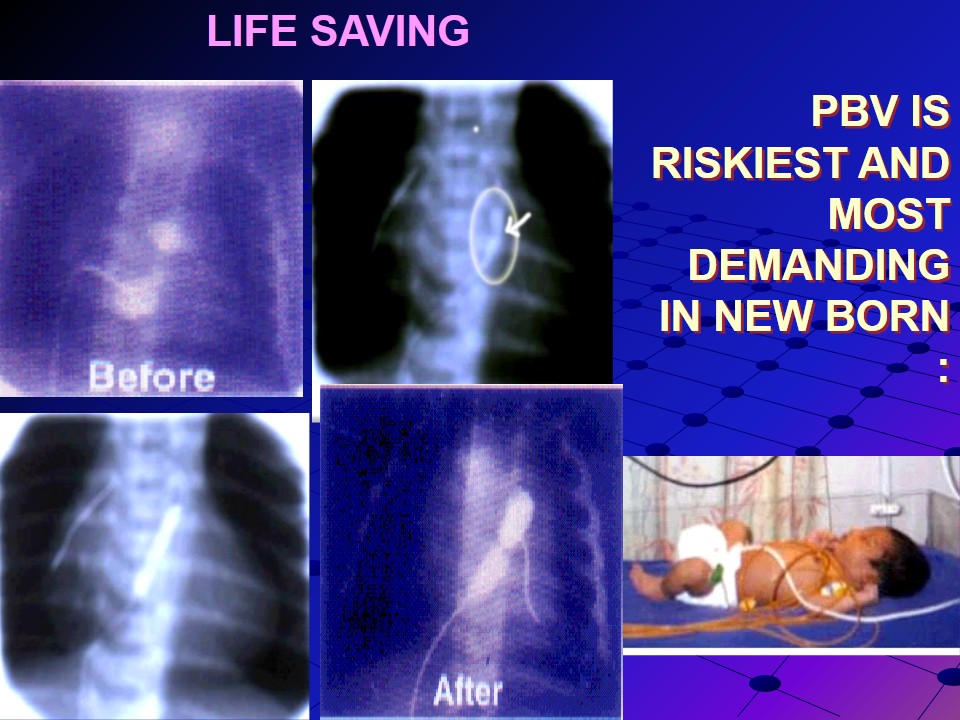 LIFE SAVING
PBV IS
RISKIEST AND
MOST
DEMANDING
IN NEW BORN
:
Before
After